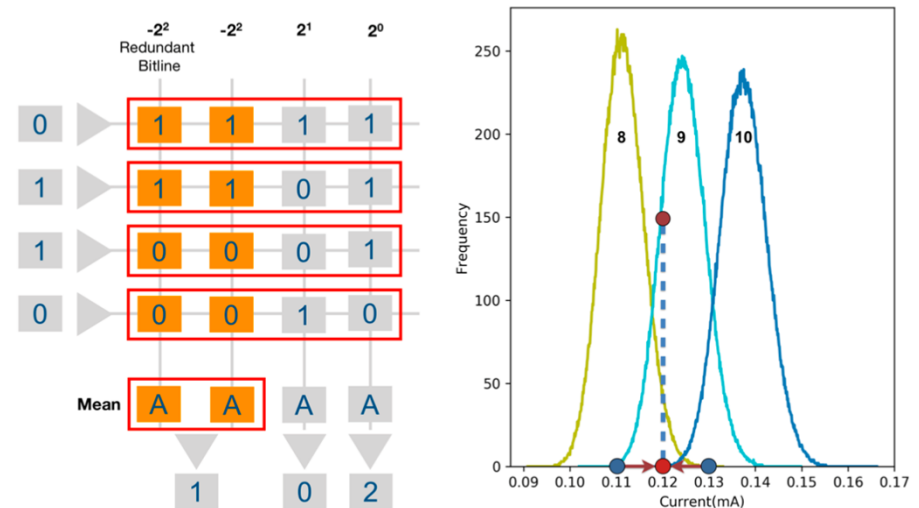 -2² -2² 2¹ 2⁰
Redundant
Bitline
0 1 1 1 1
1 1 1 0 1
1 0 0 0 1
0 0 0 1 0
Mean A A A A
1 0 2
Frequency
250
200
150
100
50
0
8 9 10
0.09 0.10 0.11 0.12 0.13 0.14 0.15 0.16 0.17
Current(mA)